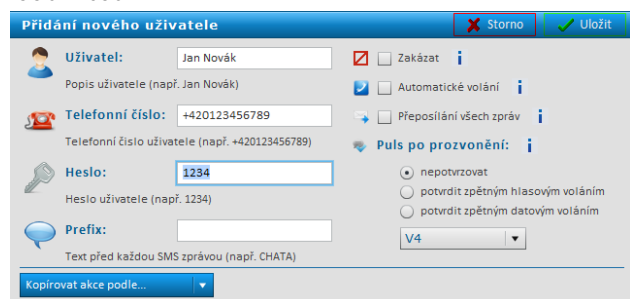 Přidání nového uživatele
Storno
Uložit
Uživatel:
Jan Novák
Popis uživatele (např. Jan Novák)
Telefonní číslo:
+420123456789
Telefonní číslo uživatele (např. +420123456789)
Heslo:
1234
Heslo uživatele (např. 1234)
Prefix:
Text před každou SMS zprávou (např. CHATA)
Zakázat
Automatické volání
Přeposílání všech zpráv
Puls po prozvonění:
nepotvrzovat
potvrdit zpětným hlasovým voláním
potvrdit zpětným datovým voláním
V4
Kopírovat akce podle...